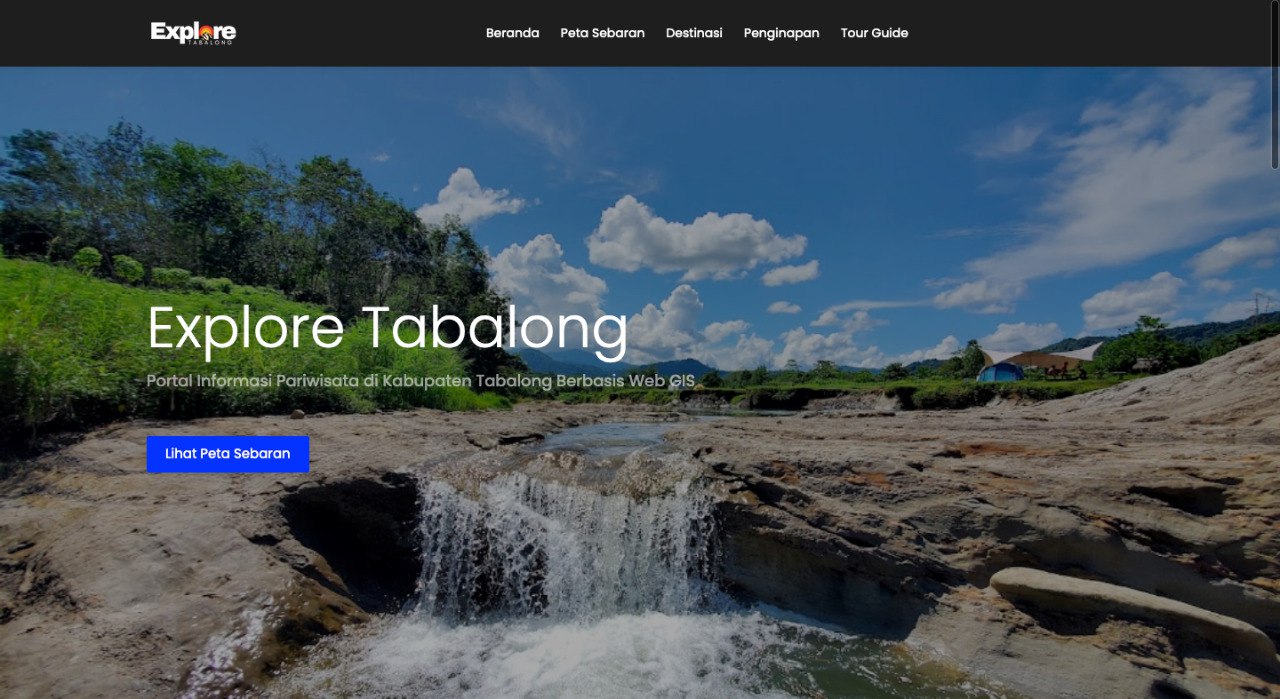 Explore
TABALONG
Beranda
Peta Sebaran
Destinasi
Penginapan
Tour Guide
Explore Tabalong
Portal Informasi Pariwisata di Kabupaten Tabalong Berbasis Web GIS
Lihat Peta Sebaran